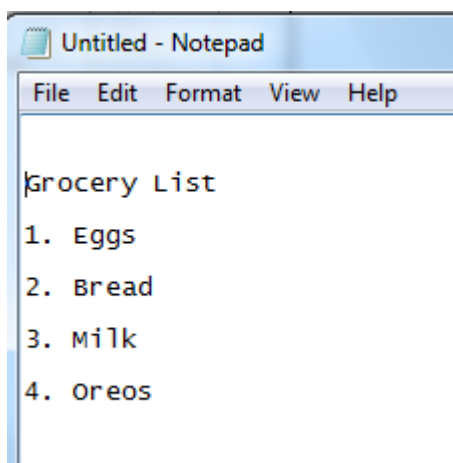 Untitled - Notepad
File Edit Format View Help
Grocery List
1. Eggs
2. Bread
3. Milk
4. Oreos